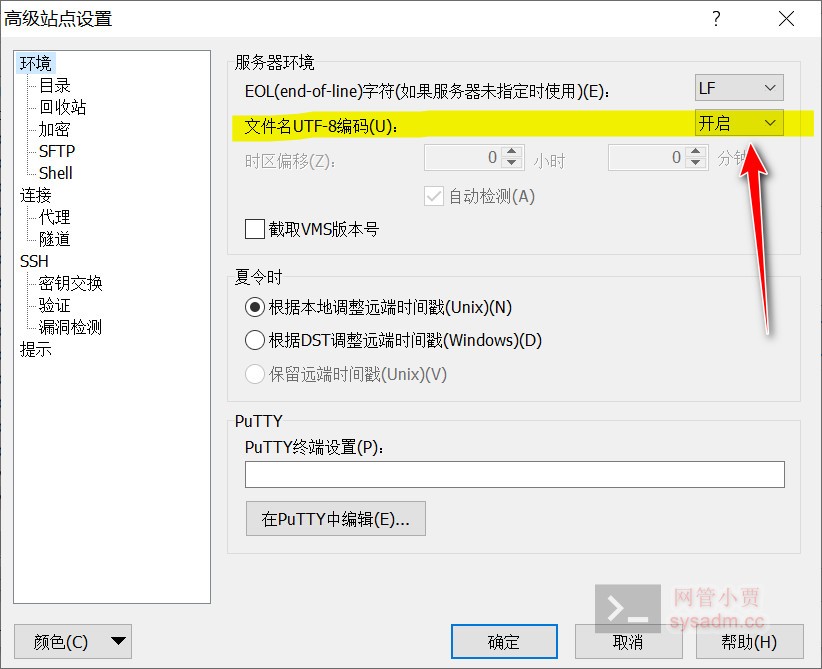 高级站点设置
?
环境
目录
回收站
加密
SFTP
Shell
连接
代理
隧道
SSH
密钥交换
验证
漏洞检测
提示
服务器环境
EOL(end-of-line)字符(如果服务器未指定时使用)(E): LF
文件名UTF-8编码(U): 开启
时区偏移(Z): 0 小时 0 分钟
自动检测(A)
截取VMS版本号
夏令时
根据本地调整远端时间戳(Unix)(N)
根据DST调整远端时间戳(Windows)(D)
保留远端时间戳(Unix)(V)
PuTTY
PuTTY终端设置(P):
在PuTTY中编辑(E)...
网管小贾
sysadm.cc
颜色(C) 确定 取消 帮助(H)